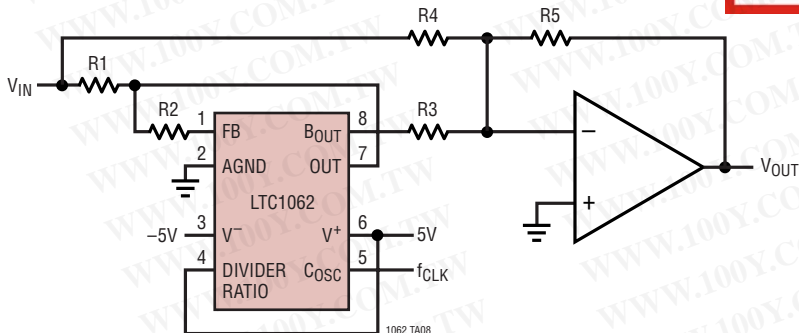 R4
R5
R1
VIN
R2
1
FB
BOUT
8
R3
2
AGND
OUT
7
LTC1062
VOUT
–5V
3
V–
V+
6
5V
4
DIVIDER
RATIO
COSC
5
fCLK
–
+
1062 TA08
WWW.100Y.COM.TW